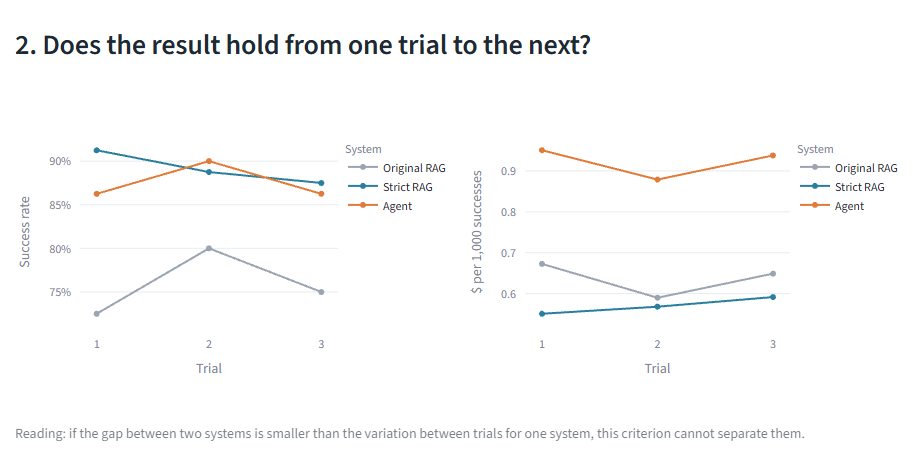 2. Does the result hold from one trial to the next?
Success rate
90%
85%
80%
75%
1
2
3
Trial
System
Original RAG
Strict RAG
Agent
$ per 1,000 successes
0.9
0.8
0.7
0.6
1
2
3
Trial
System
Original RAG
Strict RAG
Agent
Reading: if the gap between two systems is smaller than the variation between trials for one system, this criterion cannot separate them.